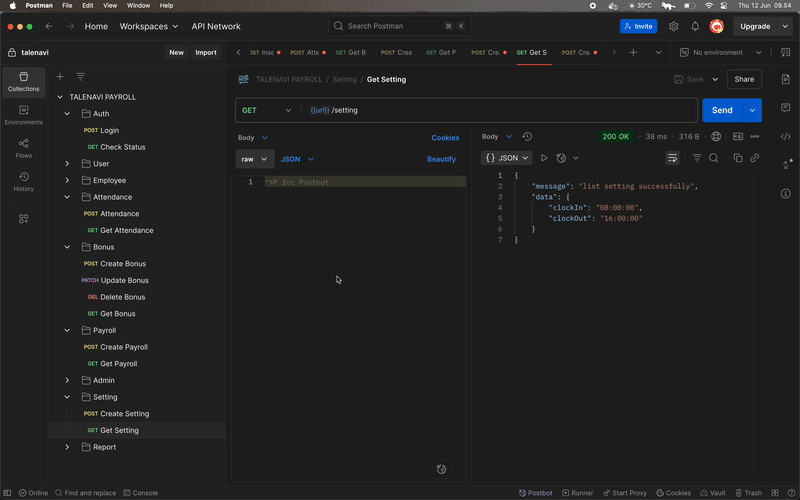 Postman File Edit View Window Help 30°C Thu 12 Jun 09.54
Home Workspaces API Network Search Postman ⌘ K Invite Upgrade
talenavi New Import Inse POST Atte GET Get B POST Crea GET Get P POST Cre. GET Get S POST Cre. No environment
Collections
Environments
Flows
History
TALENAVI PAYROLL
Auth
POST Login
GET Check Status
User
Employee
Attendance
POST Attendance
GET Get Attendance
Bonus
POST Create Bonus
PATCH Update Bonus
DEL Delete Bonus
GET Get Bonus
Payroll
POST Create Payroll
GET Get Payroll
Admin
Setting
POST Create Setting
GET Get Setting
Report
TALENAVI PAYROLL / Setting / Get Setting Save Share
GET {{url}} /setting Send
Body Cookies
raw JSON Beautify
1 ⌃⌥P for Postbot
Body 200 OK • 38 ms • 316 B
{} JSON
1 {
2 "message": "list setting successfully",
3 "data": {
4 "clockIn": "08:00:00",
5 "clockOut": "16:00:00"
6 }
7 }
Online Find and replace Console Postbot Runner Start Proxy Cookies Vault Trash